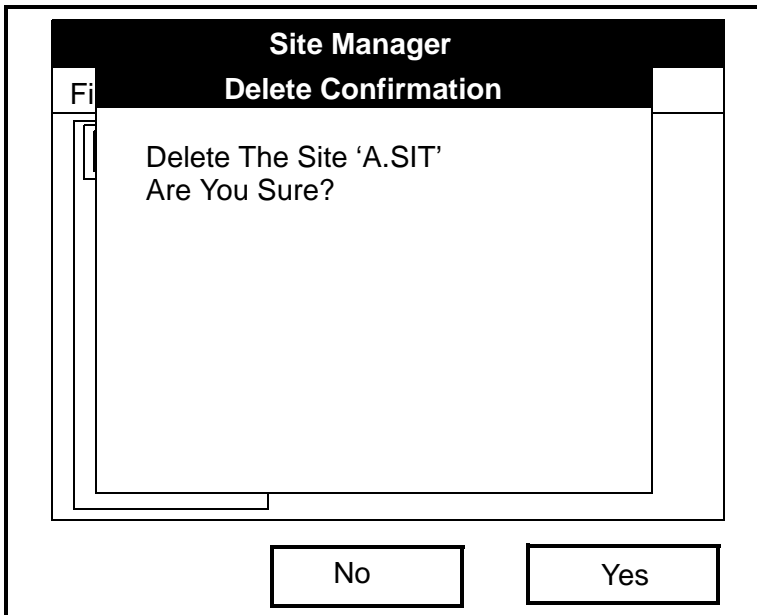 Site Manager
Delete Confirmation
Fi
Delete The Site ‘A.SIT’
Are You Sure?
No
Yes